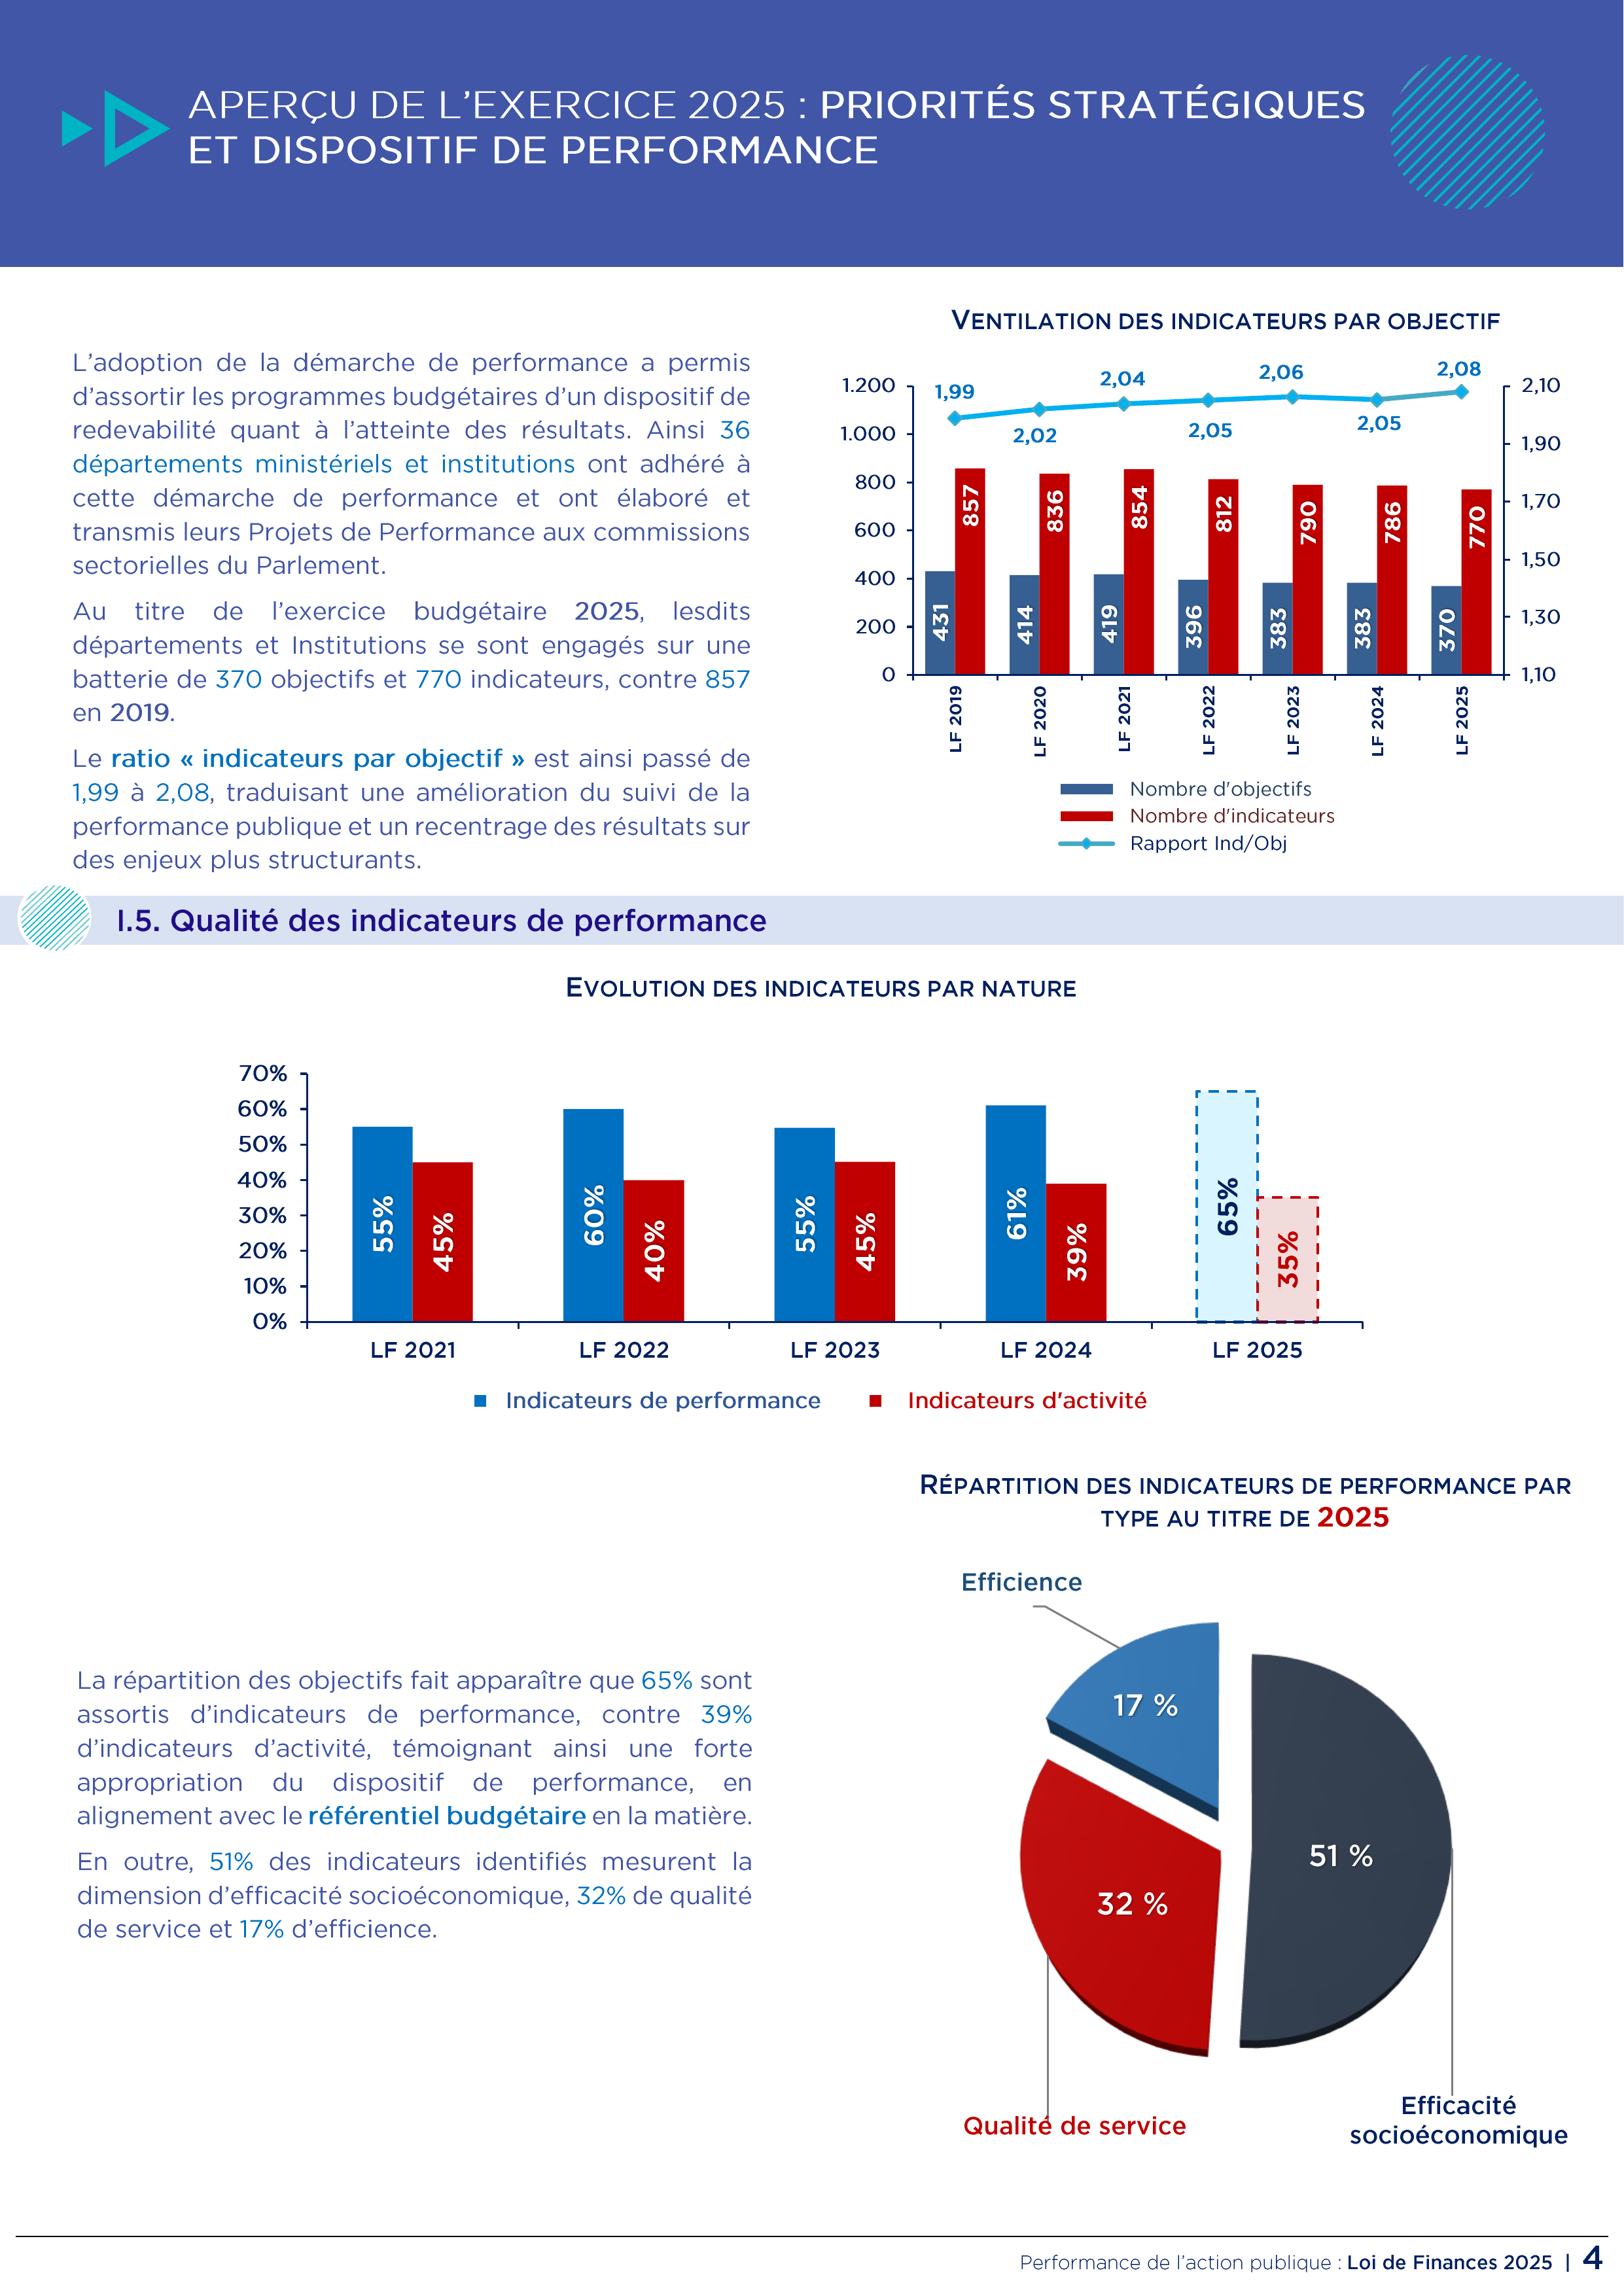 APERÇU DE L'EXERCICE 2025 : PRIORITÉS STRATÉGIQUES
ET DISPOSITIF DE PERFORMANCE
L'adoption de la démarche de performance a permis
d'assortir les programmes budgétaires d'un dispositif de
redevabilité quant à l'atteinte des résultats. Ainsi 36
départements ministériels et institutions ont adhéré à
cette démarche de performance et ont élaboré et
transmis leurs Projets de Performance aux commissions
sectorielles du Parlement.
Au titre de l'exercice budgétaire 2025, lesdits
départements et Institutions se sont engagés sur une
batterie de 370 objectifs et 770 indicateurs, contre 857
en 2019.
Le ratio « indicateurs par objectif » est ainsi passé de
1,99 à 2,08, traduisant une amélioration du suivi de la
performance publique et un recentrage des résultats sur
des enjeux plus structurants.
VENTILATION DES INDICATEURS PAR OBJECTIF
1.200
1.000
800
600
400
200
0
1,99
2,02
2,04
2,05
2,06
2,05
2,08
2,10
1,90
1,70
1,50
1,30
1,10
431
857
414
836
419
854
396
812
383
790
383
786
370
770
LF 2019
LF 2020
LF 2021
LF 2022
LF 2023
LF 2024
LF 2025
Nombre d'objectifs
Nombre d'indicateurs
Rapport Ind/Obj
I.5. Qualité des indicateurs de performance
EVOLUTION DES INDICATEURS PAR NATURE
70%
60%
50%
40%
30%
20%
10%
0%
55%
45%
60%
40%
55%
45%
61%
39%
65%
35%
LF 2021
LF 2022
LF 2023
LF 2024
LF 2025
Indicateurs de performance
Indicateurs d'activité
La répartition des objectifs fait apparaître que 65% sont
assortis d'indicateurs de performance, contre 39%
d'indicateurs d'activité, témoignant ainsi une forte
appropriation du dispositif de performance, en
alignement avec le référentiel budgétaire en la matière.
En outre, 51% des indicateurs identifiés mesurent la
dimension d'efficacité socioéconomique, 32% de qualité
de service et 17% d'efficience.
RÉPARTITION DES INDICATEURS DE PERFORMANCE PAR
TYPE AU TITRE DE 2025
Efficience
17 %
51 %
32 %
Qualité de service
Efficacité
socioéconomique
Performance de l'action publique : Loi de Finances 2025 | 4